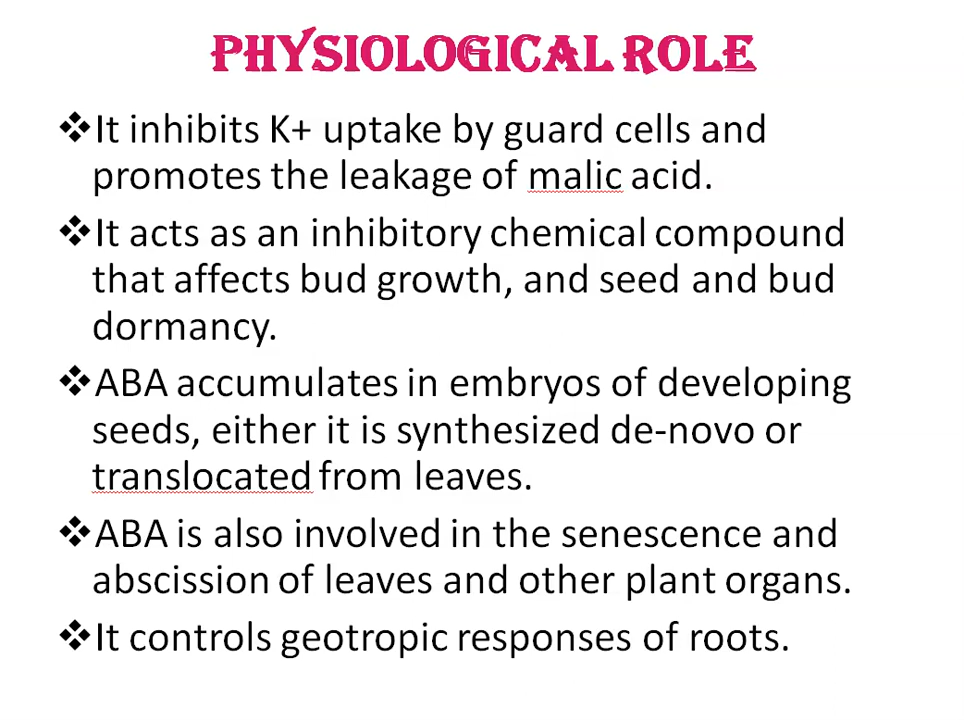 PHYSIOLOGICAL ROLE
❖It inhibits K+ uptake by guard cells and
promotes the leakage of malic acid.
❖It acts as an inhibitory chemical compound
that affects bud growth, and seed and bud
dormancy.
❖ABA accumulates in embryos of developing
seeds, either it is synthesized de-novo or
translocated from leaves.
❖ABA is also involved in the senescence and
abscission of leaves and other plant organs.
❖It controls geotropic responses of roots.